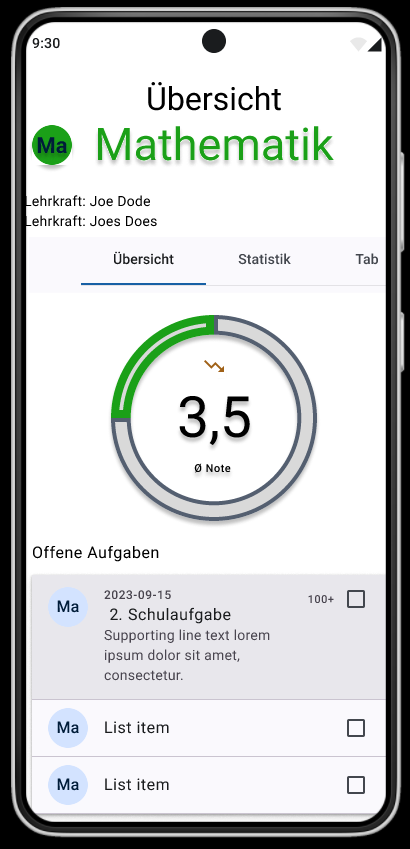 9:30
Übersicht
Ma Mathematik
Lehrkraft: Joe Dode
Lehrkraft: Joes Does
Übersicht Statistik Tab
3,5
Ø Note
Offene Aufgaben
Ma
2023-09-15 100+
2. Schulaufgabe
Supporting line text lorem
ipsum dolor sit amet,
consectetur.
Ma List item
Ma List item